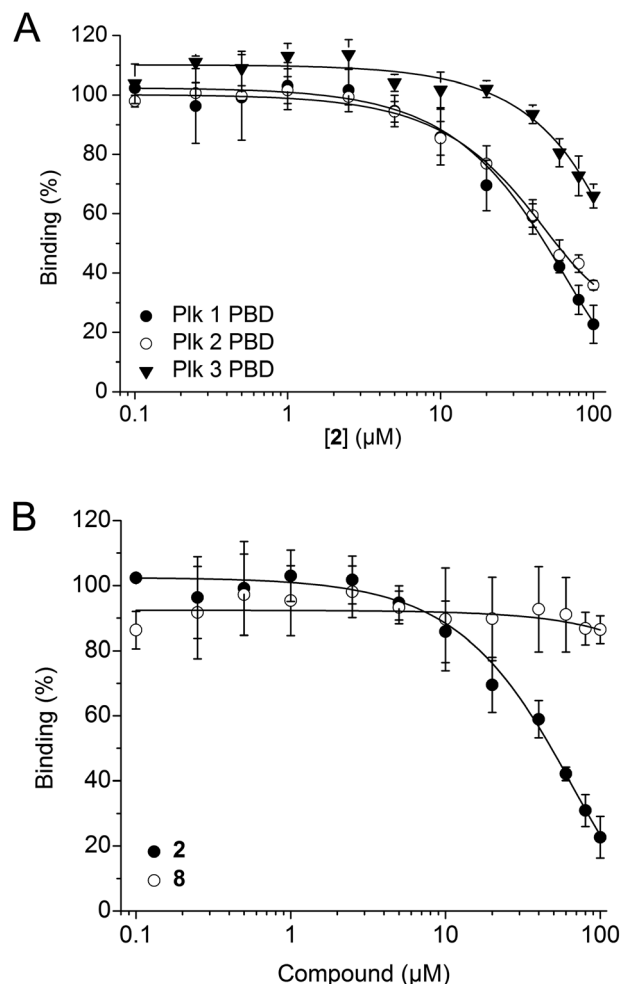 A
120
100
80
60
40
20
0
Binding (%)
Plk 1 PBD
Plk 2 PBD
Plk 3 PBD
0.1 1 10 100
[2] (µM)
B
120
100
80
60
40
20
0
Binding (%)
2
8
0.1 1 10 100
Compound (µM)